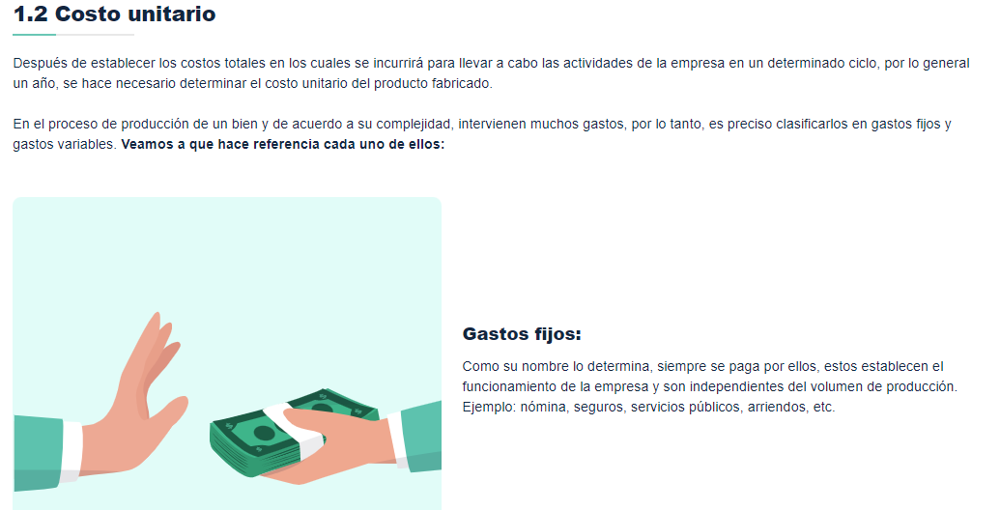 1.2 Costo unitario
Después de establecer los costos totales en los cuales se incurrirá para llevar a cabo las actividades de la empresa en un determinado ciclo, por lo general
un año, se hace necesario determinar el costo unitario del producto fabricado.
En el proceso de producción de un bien y de acuerdo a su complejidad, intervienen muchos gastos, por lo tanto, es preciso clasificarlos en gastos fijos y
gastos variables. Veamos a que hace referencia cada uno de ellos:
Gastos fijos:
Como su nombre lo determina, siempre se paga por ellos, estos establecen el
funcionamiento de la empresa y son independientes del volumen de producción.
Ejemplo: nómina, seguros, servicios públicos, arriendos, etc.